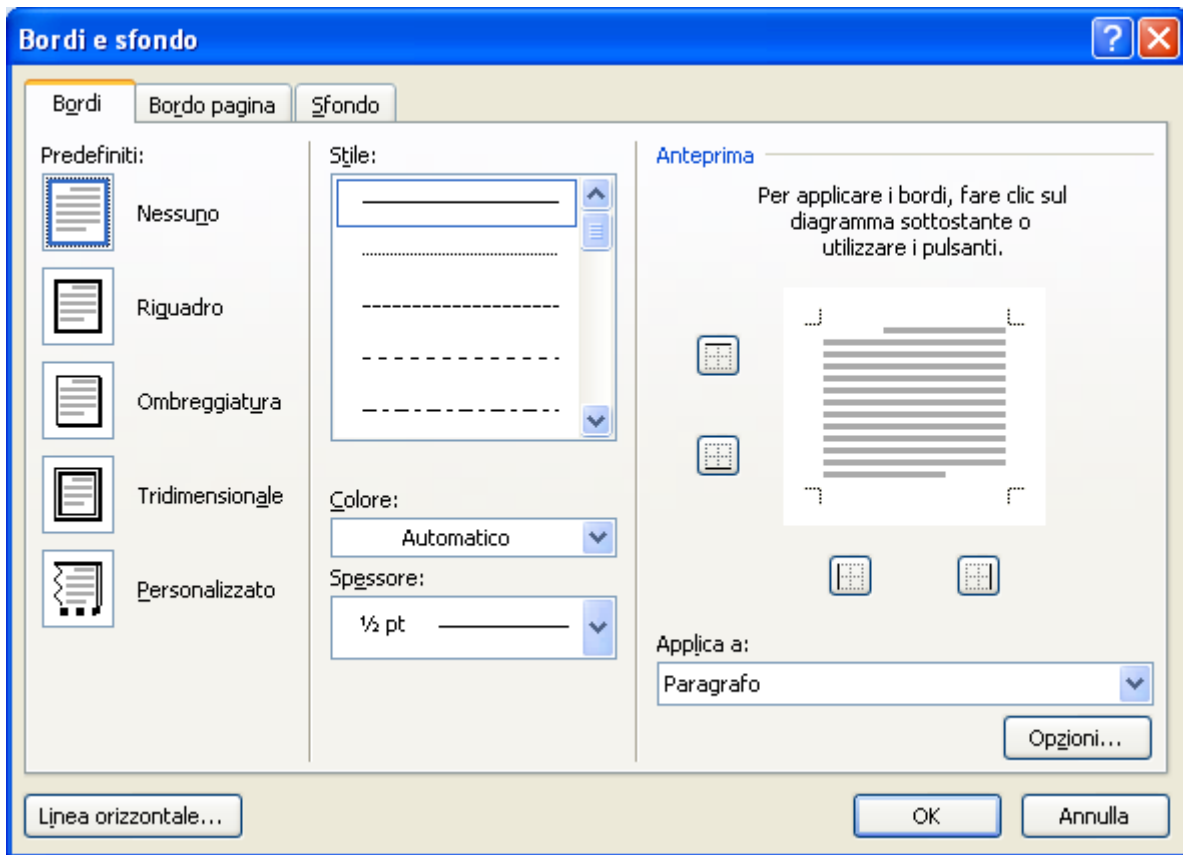 Bordi e sfondo
Bordi
Bordo pagina
Sfondo
Predefiniti:
Nessuno
Riquadro
Ombreggiatura
Tridimensionale
Personalizzato
Stile:
Colore:
Automatico
Spessore:
½ pt
Anteprima
Per applicare i bordi, fare clic sul
diagramma sottostante o
utilizzare i pulsanti.
Applica a:
Paragrafo
Opzioni...
Linea orizzontale...
OK
Annulla